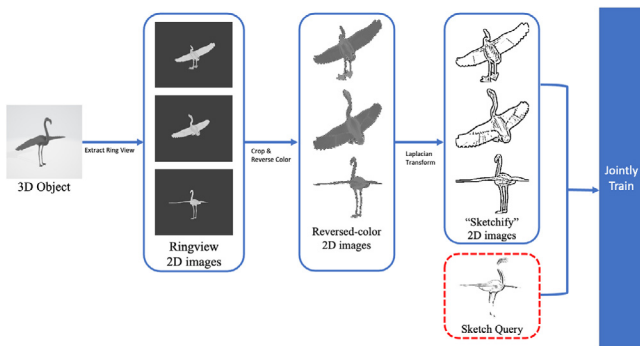 3D Object
Extract Ring View
Ringview
2D images
Crop &
Reverse Color
Reversed-color
2D images
Laplacian
Transform
“Sketchify”
2D images
Sketch Query
Jointly
Train